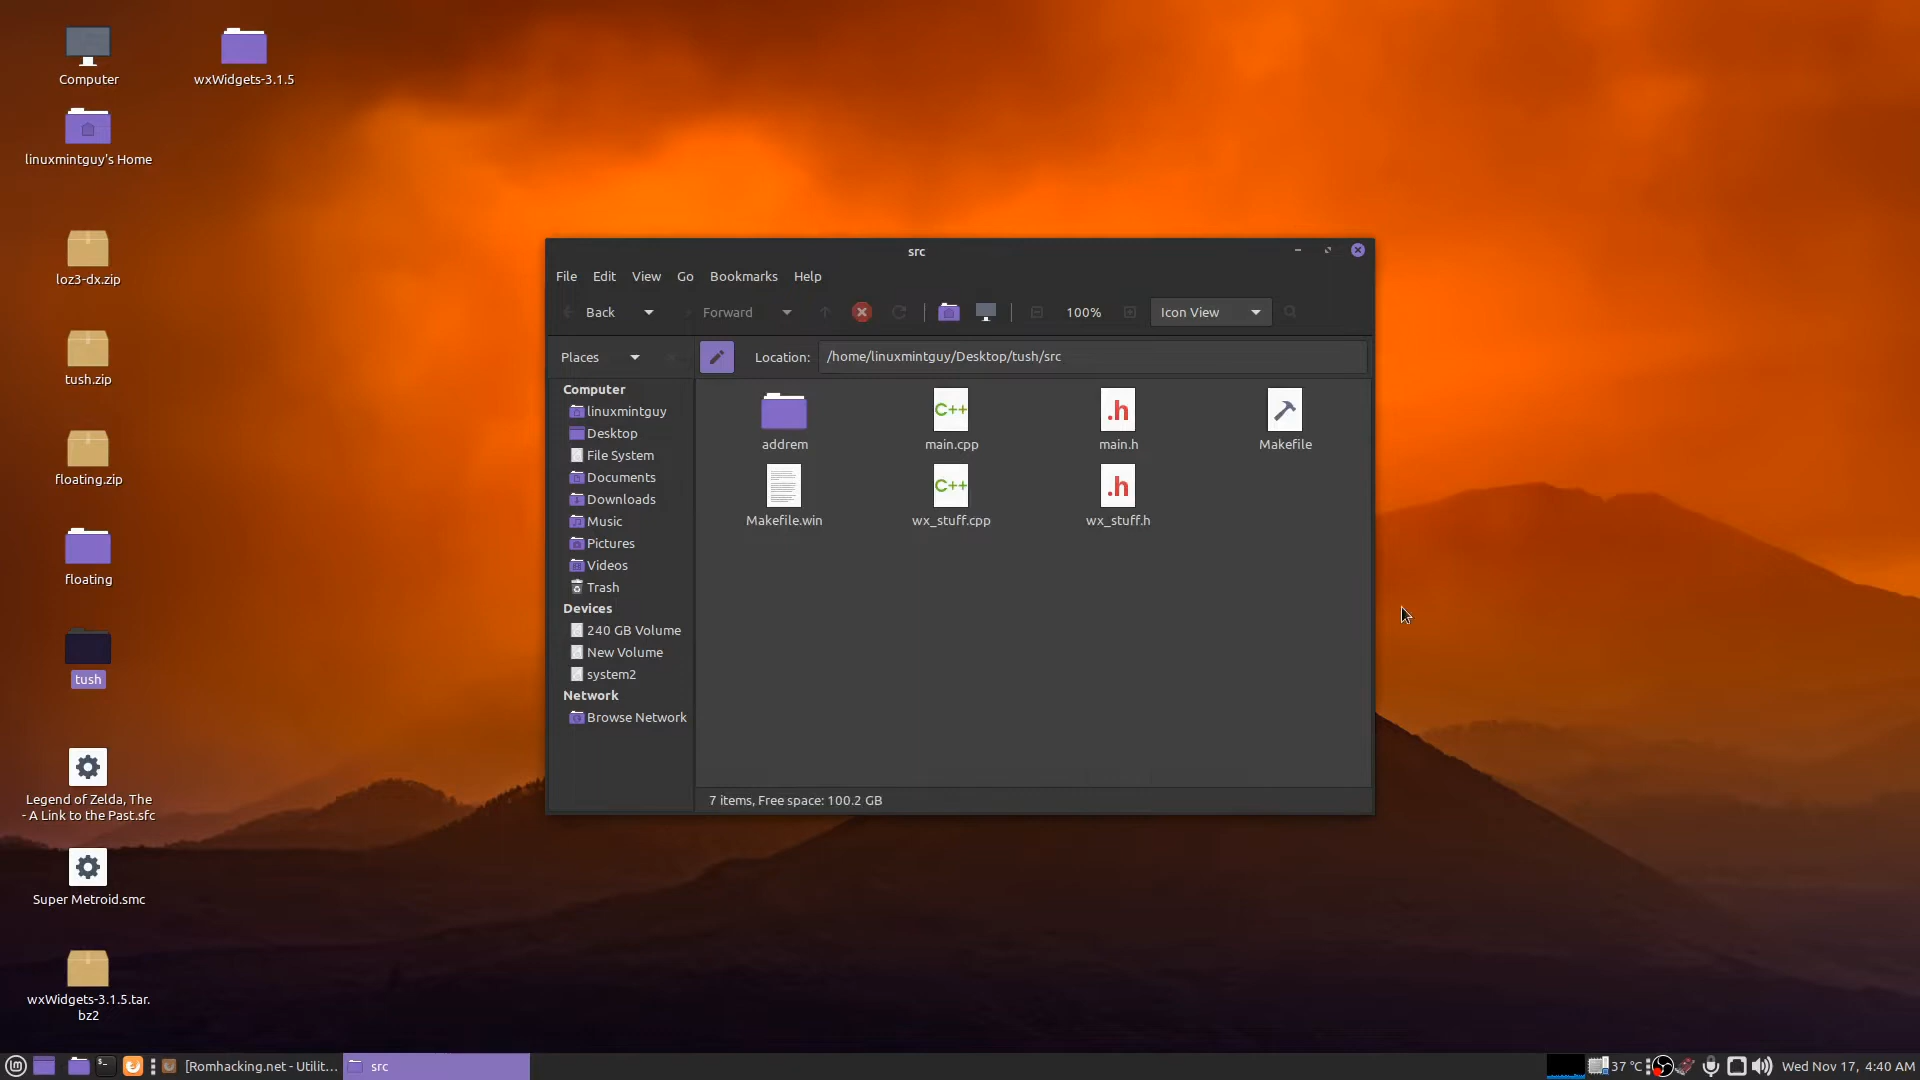 Computer
wxWidgets-3.1.5
linuxmintguy's Home
loz3-dx.zip
tush.zip
floating.zip
floating
tush
Legend of Zelda, The
- A Link to the Past.sfc
Super Metroid.smc
wxWidgets-3.1.5.tar.
bz2
src
File Edit View Go Bookmarks Help
Back Forward 100% Icon View
Places Location: /home/linuxmintguy/Desktop/tush/src
Computer
linuxmintguy
Desktop
File System
Documents
Downloads
Music
Pictures
Videos
Trash
Devices
240 GB Volume
New Volume
system2
Network
Browse Network
addrem
C++
main.cpp
.h
main.h
Makefile
Makefile.win
C++
wx_stuff.cpp
.h
wx_stuff.h
7 items, Free space: 100.2 GB
[Romhacking.net - Utilit... src 37 °C Wed Nov 17, 4:40 AM